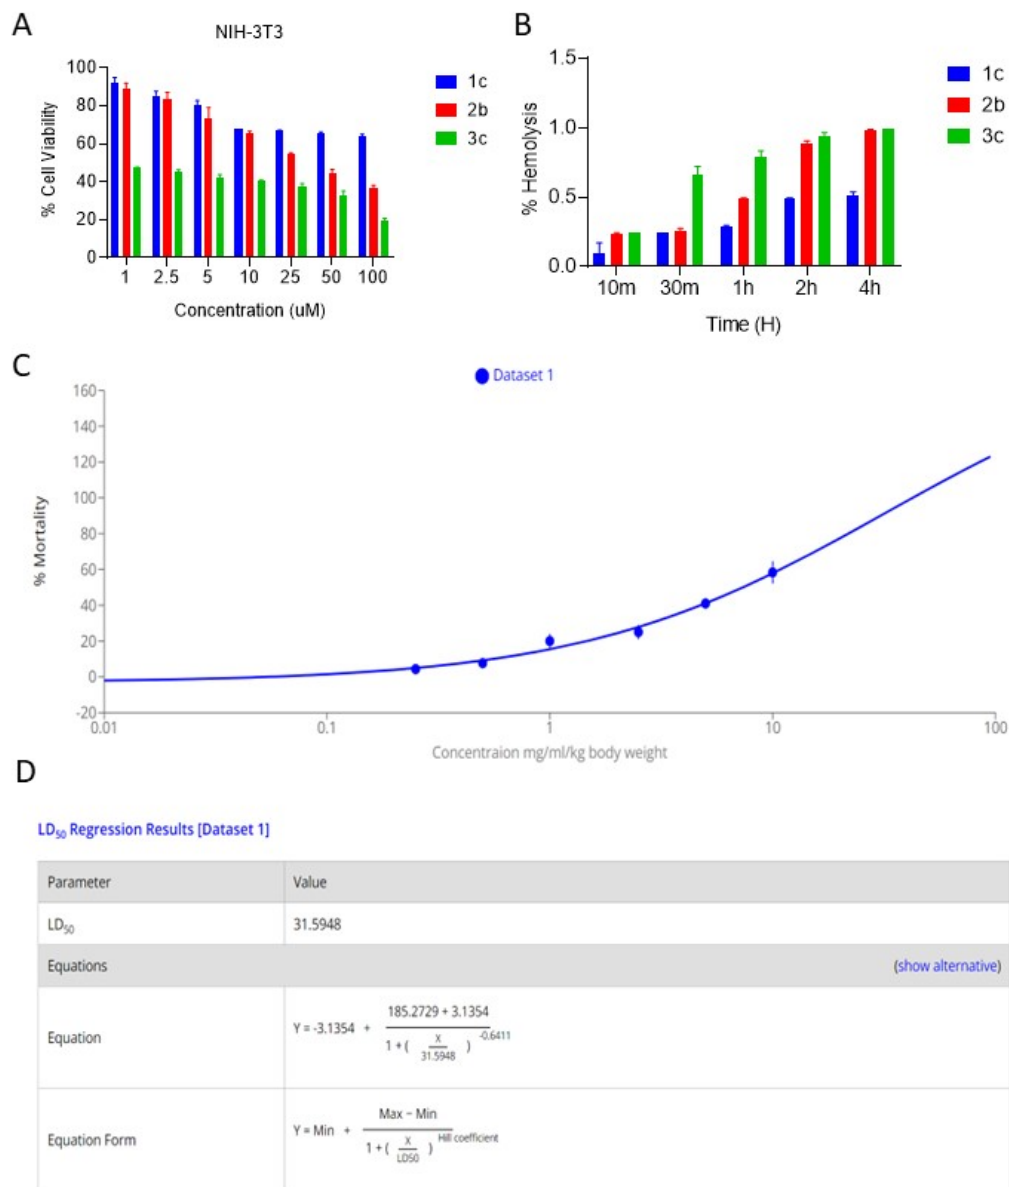 A
NIH-3T3
% Cell Viability
100
80
60
40
20
0
1 2.5 5 10 25 50 100
Concentration (uM)
1c
2b
3c
B
% Hemolysis
1.5
1.0
0.5
0.0
10m 30m 1h 2h 4h
Time (H)
1c
2b
3c
C
Dataset 1
% Mortality
160
140
120
100
80
60
40
20
0
-20
0.01 0.1 1 10 100
Concentraion mg/ml/kg body weight
D
LD50 Regression Results [Dataset 1]
Parameter Value
LD50 31.5948
Equations (show alternative)
Equation Y = -3.1354 + 185.2729 + 3.1354
1 + ( X / 31.5948 ) -0.6411
Equation Form Y = Min + Max − Min
1 + ( X / LD50 ) Hill coefficient